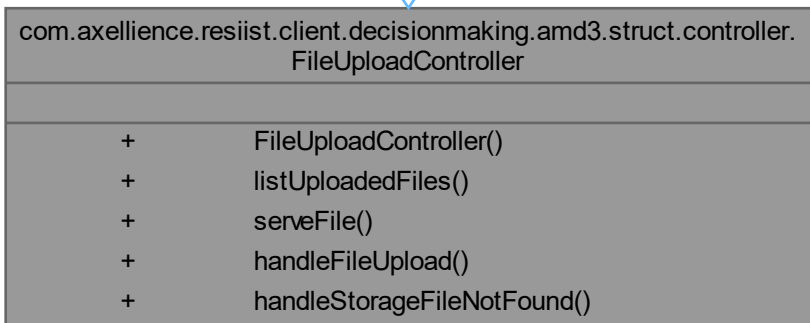 com.axellience.resiist.client.decisionmaking.amd3.struct.controller.
FileUploadController
+ FileUploadController()
+ listUploadedFiles()
+ serveFile()
+ handleFileUpload()
+ handleStorageFileNotFound()